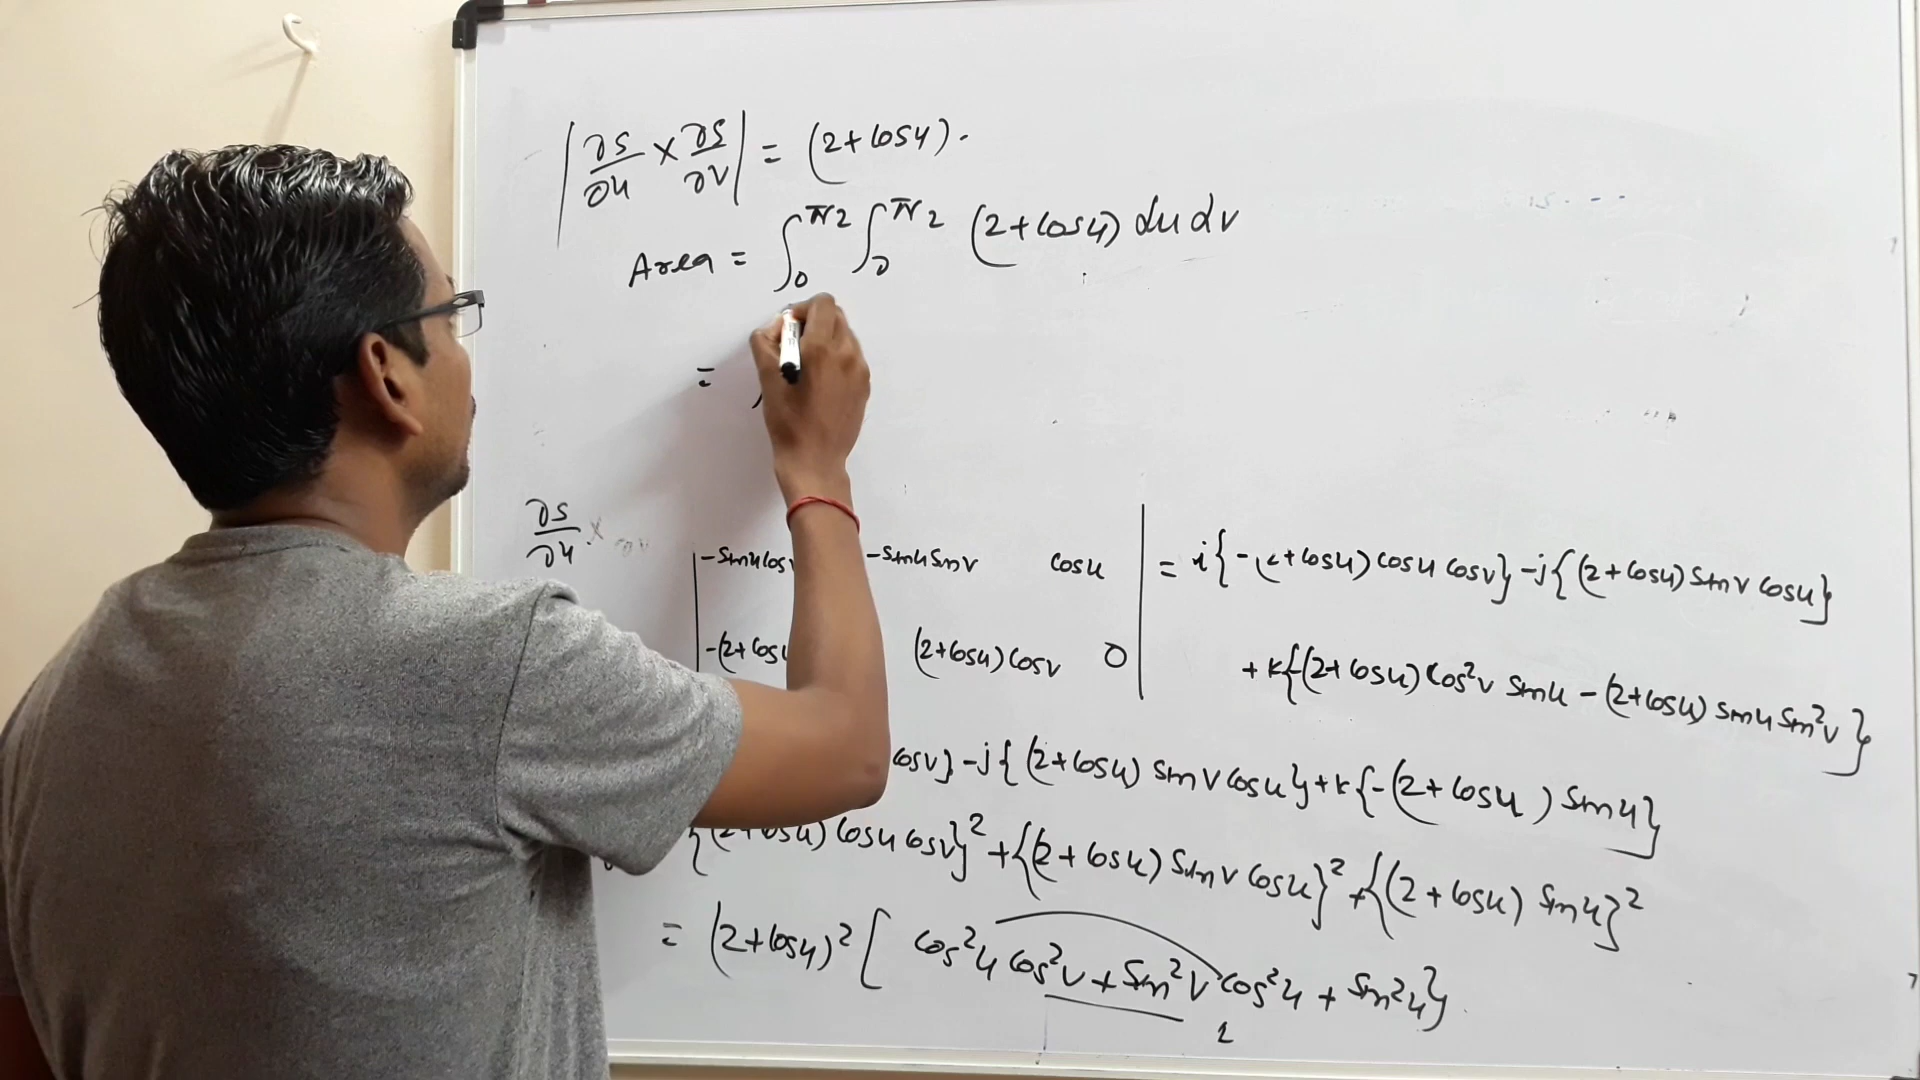 |∂S/∂u × ∂S/∂v| = (2+cosu).
Area = ∫₀^π/2 ∫₀^π/2 (2+cosu) du dv
=
∂S/∂u ×
| -sinu cosv -sinu sinv cosu | = i{-(2+cosu) cosu cosv} -j{(2+cosu) sinv cosu}
| -(2+cosu (2+cosu)cosv 0 | + k{-(2+cosu) cos²v sinu - (2+cosu) sinu sin²v}
cosv} -j{(2+cosu) sinv cosu} + k{-(2+cosu) sinu}
{(2+cosu) cosu cosv}² + {(2+cosu) sinv cosu}² + {(2+cosu) sinu}²
= (2+cosu)² [cos²u cos²v + sin²v cos²u + sin²u}